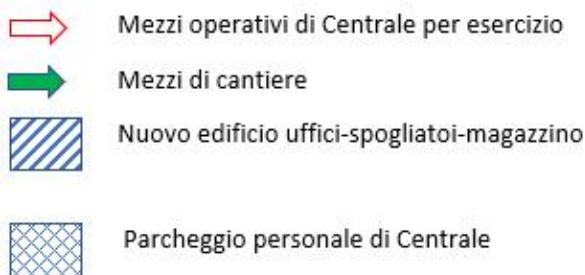 Mezzi operativi di Centrale per esercizio
Mezzi di cantiere
Nuovo edificio uffici-spogliatoi-magazzino
Parcheggio personale di Centrale